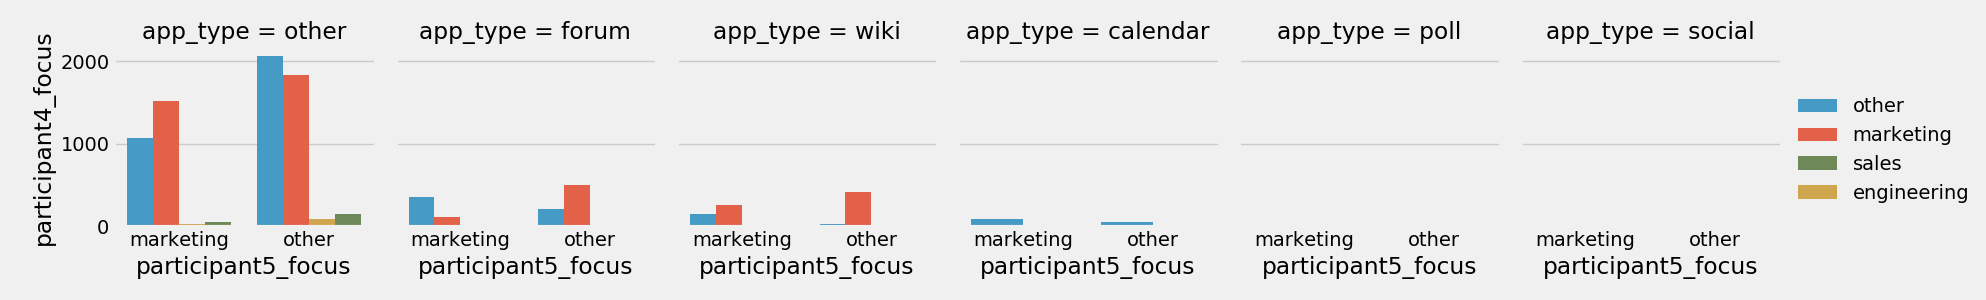 app_type = other
app_type = forum
app_type = wiki
app_type = calendar
app_type = poll
app_type = social
participant4_focus
2000
1000
0
marketing other
participant5_focus
marketing other
participant5_focus
marketing other
participant5_focus
marketing other
participant5_focus
marketing other
participant5_focus
marketing other
participant5_focus
other
marketing
sales
engineering